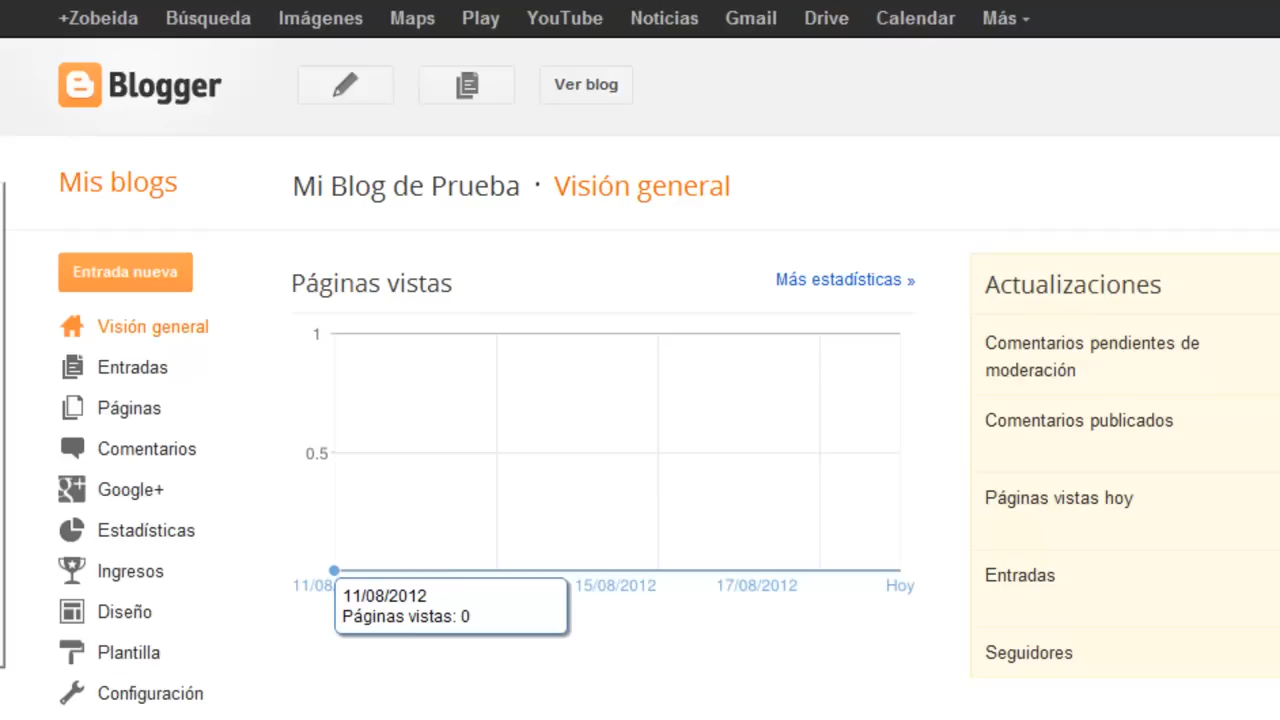 +Zobeida Búsqueda Imágenes Maps Play YouTube Noticias Gmail Drive Calendar Más
Blogger
Ver blog
Mis blogs
Mi Blog de Prueba · Visión general
Entrada nueva
Visión general
Entradas
Páginas
Comentarios
Google+
Estadísticas
Ingresos
Diseño
Plantilla
Configuración
Páginas vistas
Más estadísticas »
1
0.5
11/08
15/08/2012
17/08/2012
Hoy
11/08/2012
Páginas vistas: 0
Actualizaciones
Comentarios pendientes de
moderación
Comentarios publicados
Páginas vistas hoy
Entradas
Seguidores